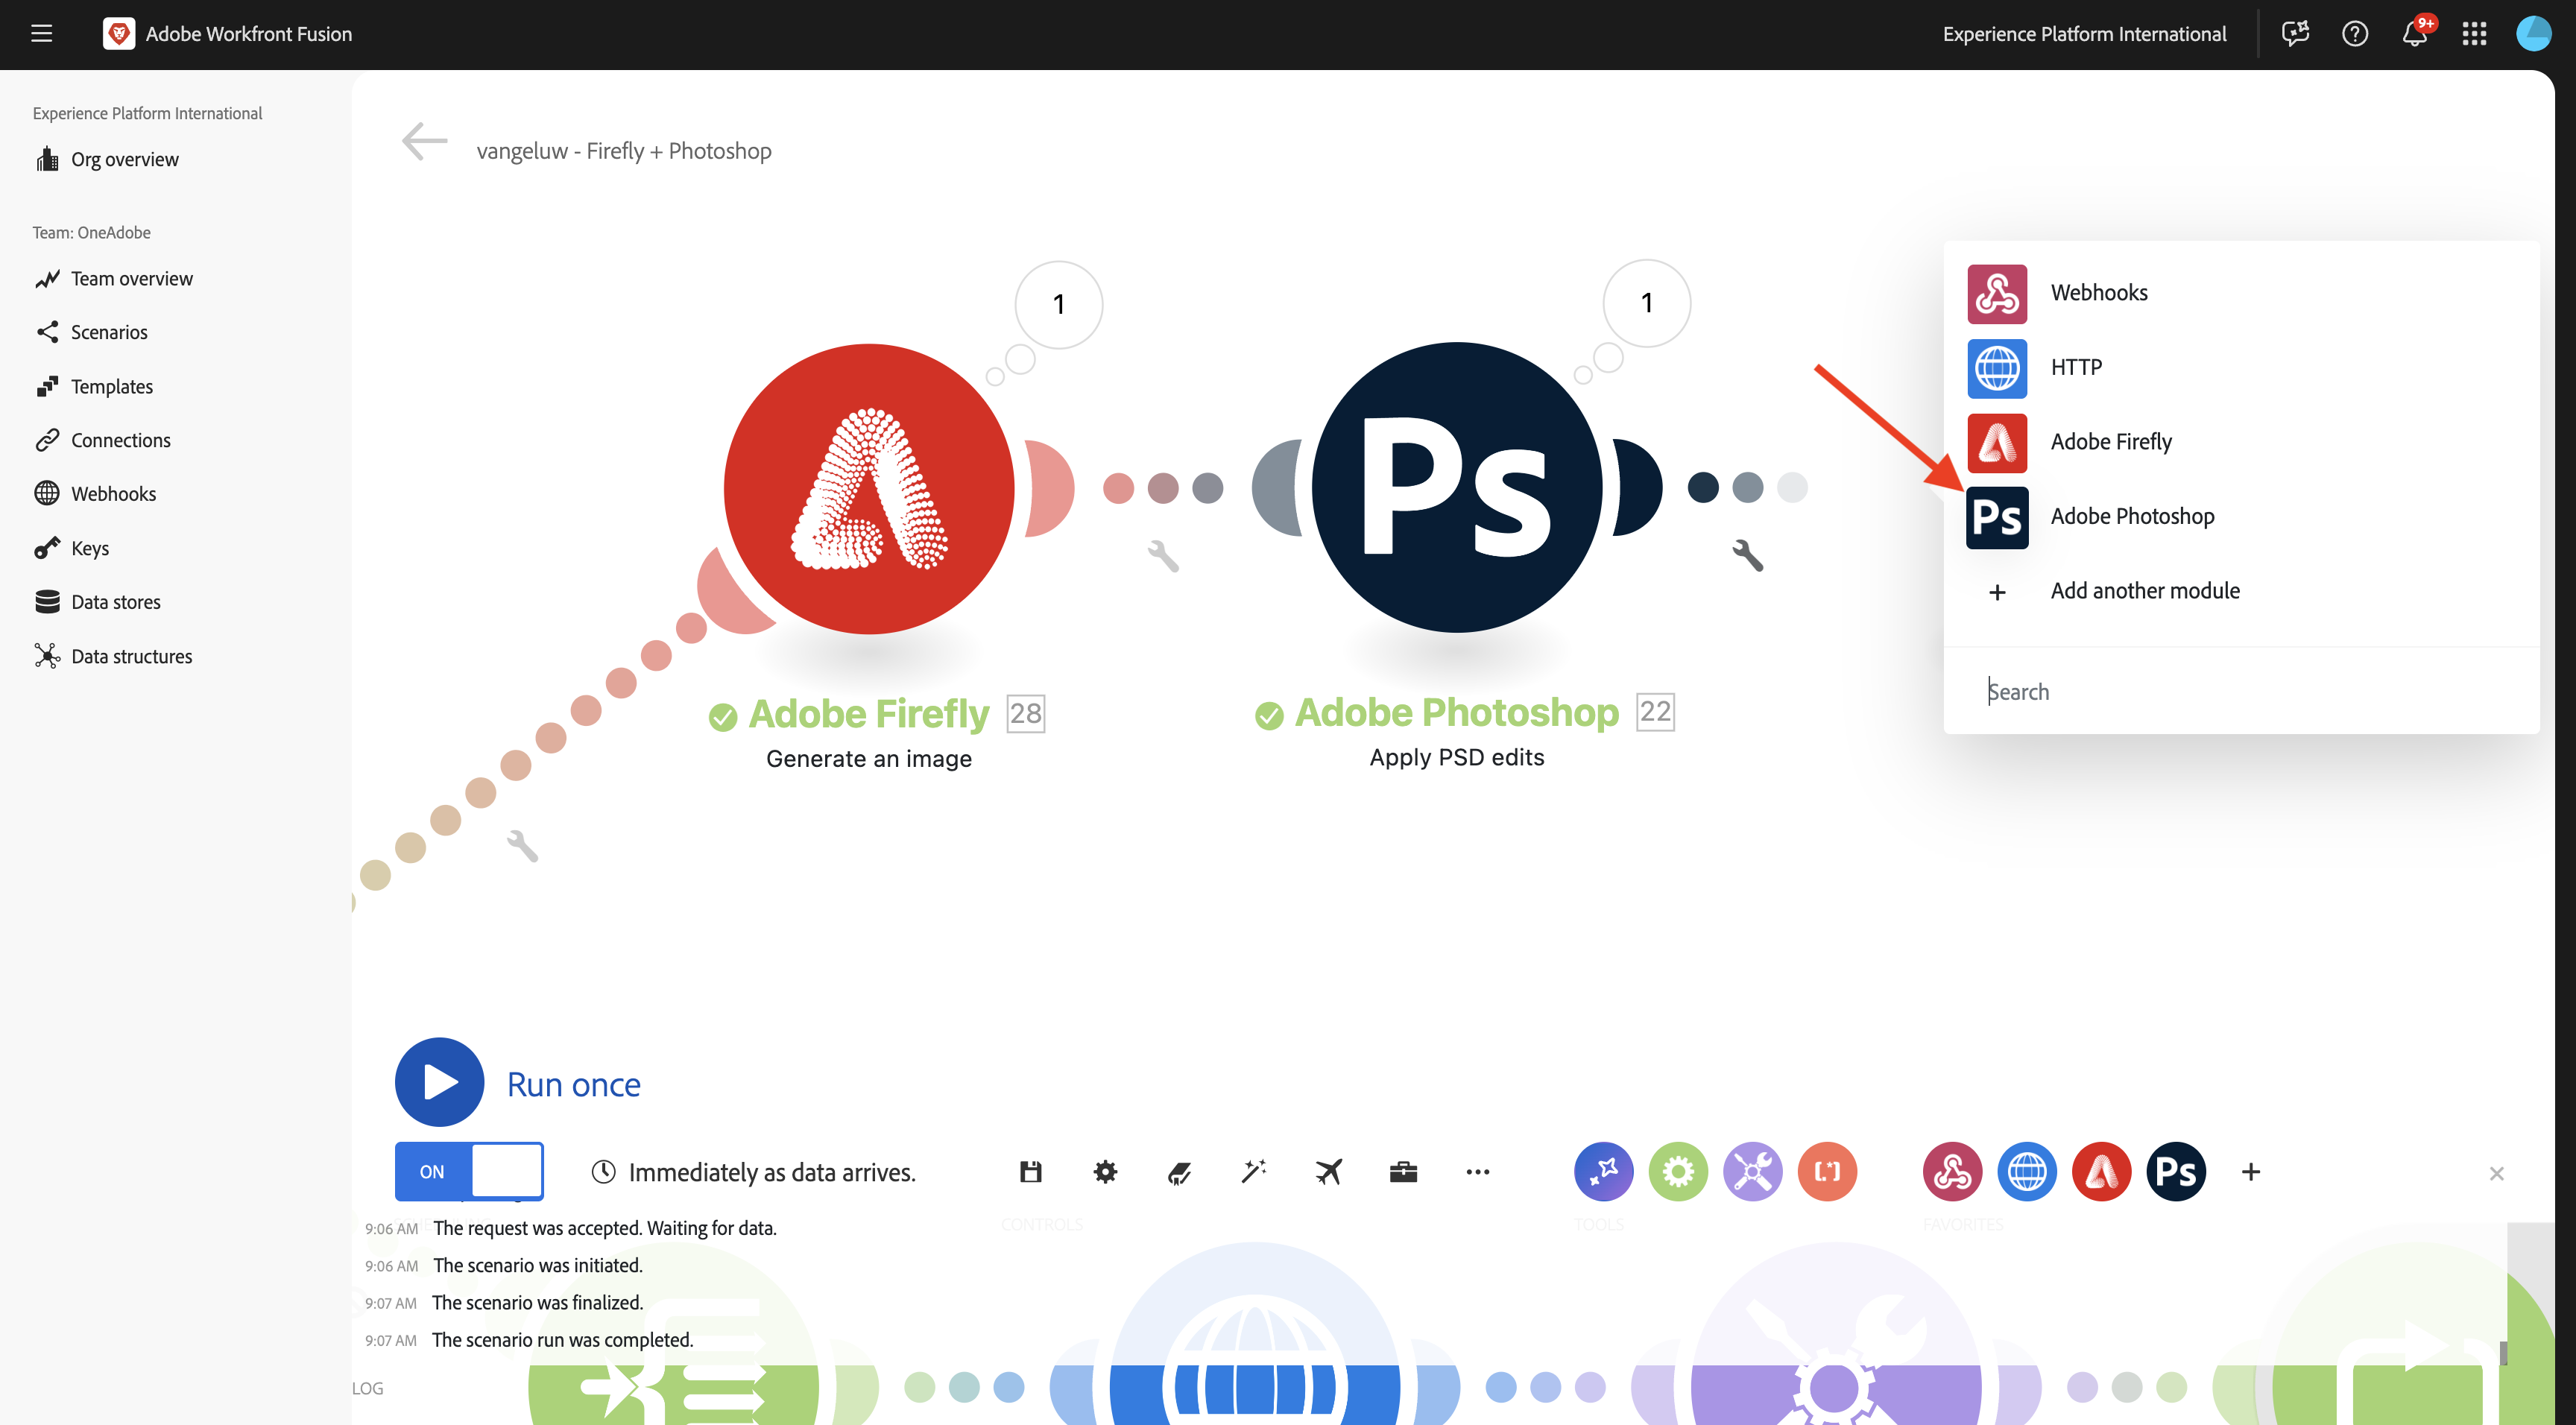 Adobe Workfront Fusion
Experience Platform International
9+
Experience Platform International
Org overview
Team: OneAdobe
Team overview
Scenarios
Templates
Connections
Webhooks
Keys
Data stores
Data structures
vangeluw - Firefly + Photoshop
1
1
Ps
Adobe Firefly 28
Generate an image
Adobe Photoshop 22
Apply PSD edits
Webhooks
HTTP
Adobe Firefly
Ps Adobe Photoshop
+ Add another module
Search
Run once
ON
Immediately as data arrives.
[.*]
Ps
+
CONTROLS
TOOLS
FAVORITES
9:06 AM The request was accepted. Waiting for data.
9:06 AM The scenario was initiated.
9:07 AM The scenario was finalized.
9:07 AM The scenario run was completed.
LOG